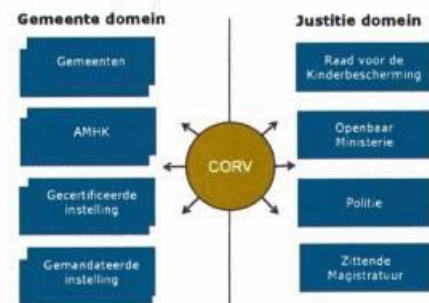 Gemeente domein
Gemeenten
AMHK
Gecertificeerde
instelling
Gemandateerde
instelling
CORV
Justitie domein
Raad voor de
Kinderbescherming
Openbaar
Ministerie
Politie
Zittende
Magistratuur